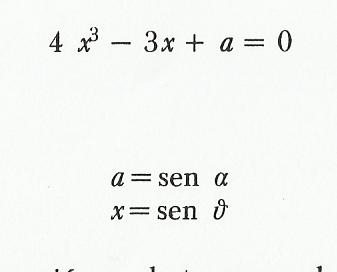 4 x³ − 3x + a = 0
a = sen α
x = sen ϑ